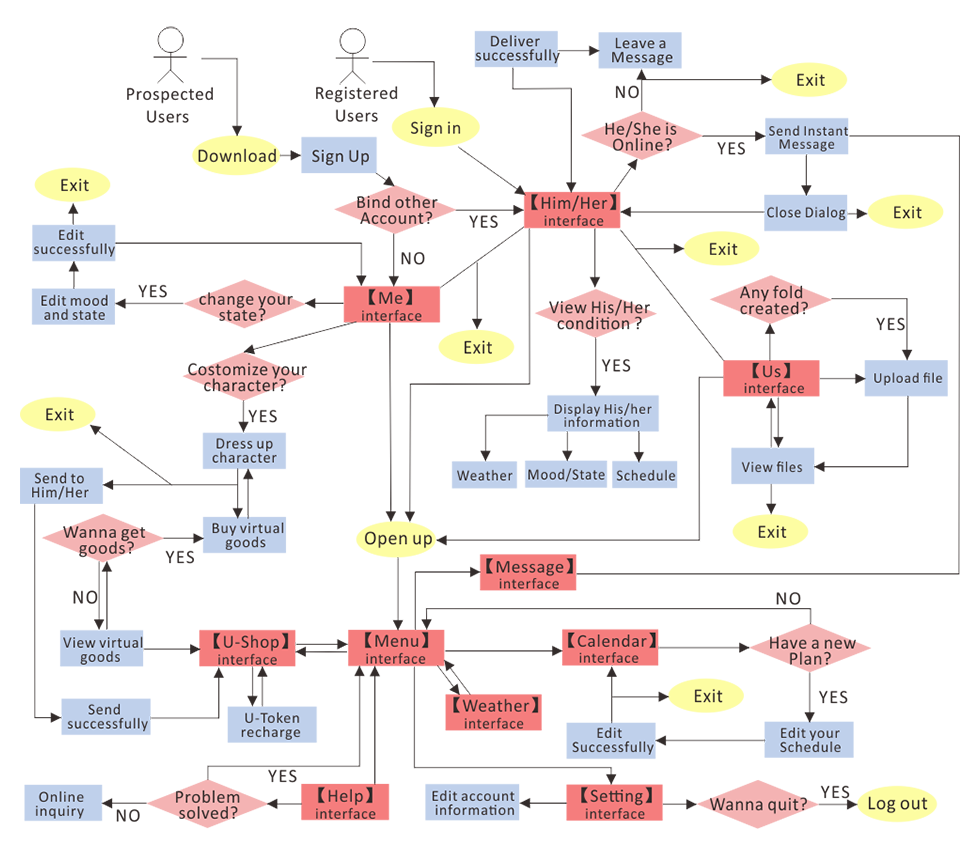 Prospected
Users
Registered
Users
Deliver
successfully
Leave a
Message
Exit
NO
Download
Sign Up
Sign in
He/She is
Online?
YES
Send Instant
Message
Exit
Bind other
Account?
YES
【Him/Her】
interface
Close Dialog
Exit
Edit
successfully
NO
Exit
Edit mood
and state
YES
change your
state?
【Me】
interface
View His/Her
condition ?
Any fold
created?
YES
Exit
Costomize your
character?
YES
YES
【Us】
interface
Upload file
Exit
Dress up
character
Display His/her
information
Send to
Him/Her
Weather
Mood/State
Schedule
View files
Wanna get
goods?
YES
Buy virtual
goods
Open up
Exit
NO
【Message】
interface
NO
View virtual
goods
【U-Shop】
interface
【Menu】
interface
【Calendar】
interface
Have a new
Plan?
Send
successfully
U-Token
recharge
【Weather】
interface
Exit
YES
Edit
Successfully
Edit your
Schedule
YES
Online
inquiry
NO
Problem
solved?
【Help】
interface
Edit account
information
【Setting】
interface
Wanna quit?
YES
Log out